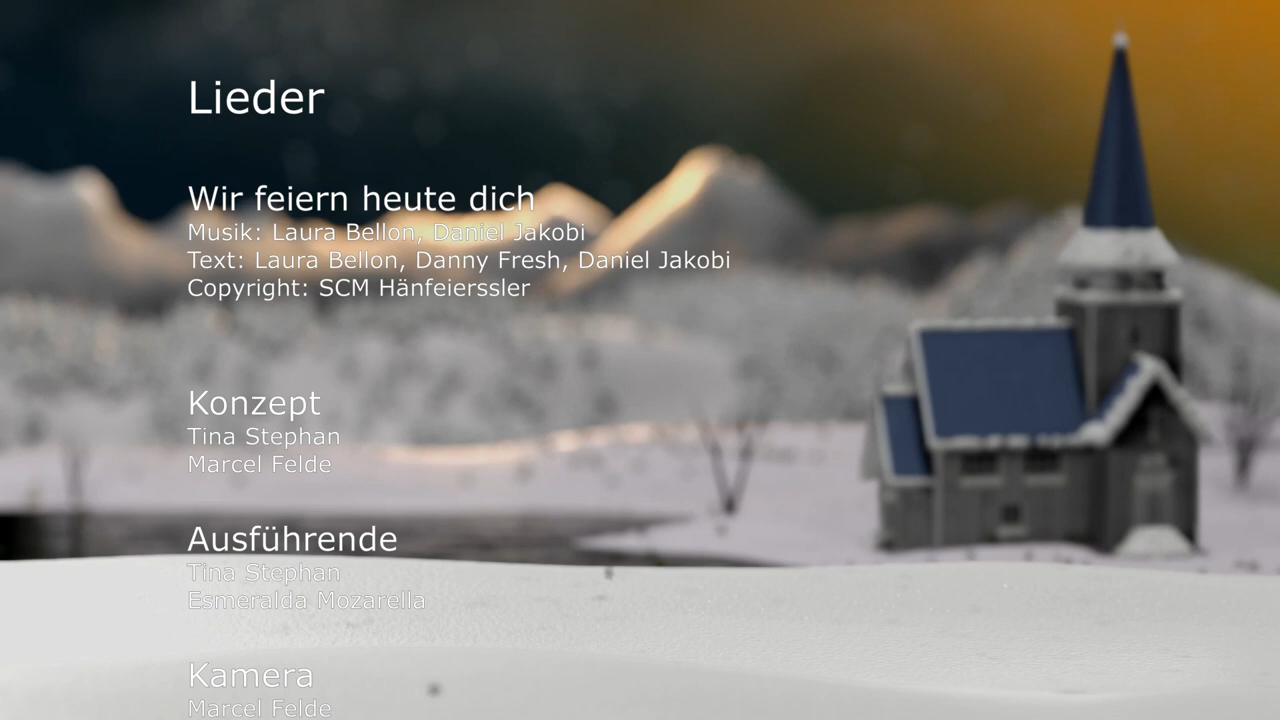 Lieder
Wir feiern heute dich
Musik: Laura Bellon, Daniel Jakobi
Text: Laura Bellon, Danny Fresh, Daniel Jakobi
Copyright: SCM Hänfeierssler
Konzept
Tina Stephan
Marcel Felde
Ausführende
Tina Stephan
Esmeralda Mozarella
Kamera
Marcel Felde